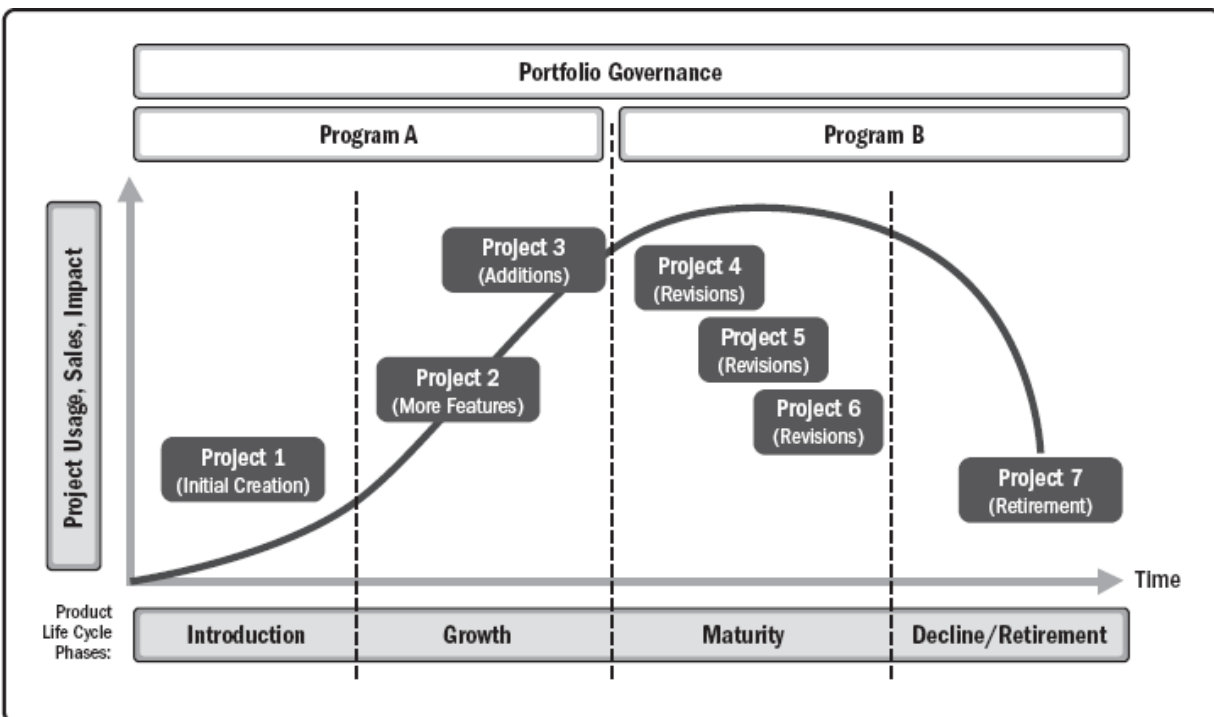 Portfolio Governance
Program A
Program B
Project Usage, Sales, Impact
Project 3
(Additions)
Project 4
(Revisions)
Project 5
(Revisions)
Project 2
(More Features)
Project 6
(Revisions)
Project 1
(Initial Creation)
Project 7
(Retirement)
Time
Product
Life Cycle
Phases:
Introduction
Growth
Maturity
Decline/Retirement